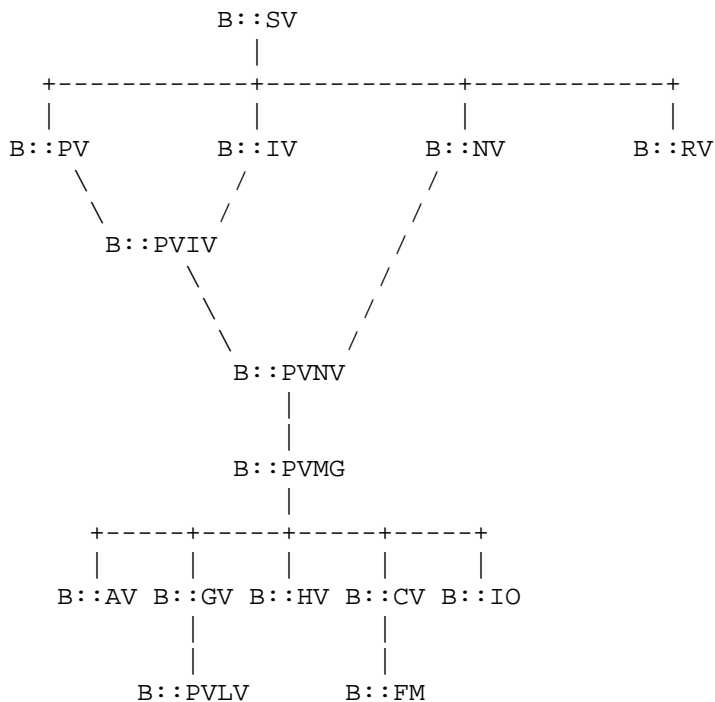 B::SV
B::PV B::IV B::NV B::RV
B::PVIV
B::PVNV
B::PVMG
B::AV B::GV B::HV B::CV B::IO
B::PVLV B::FM